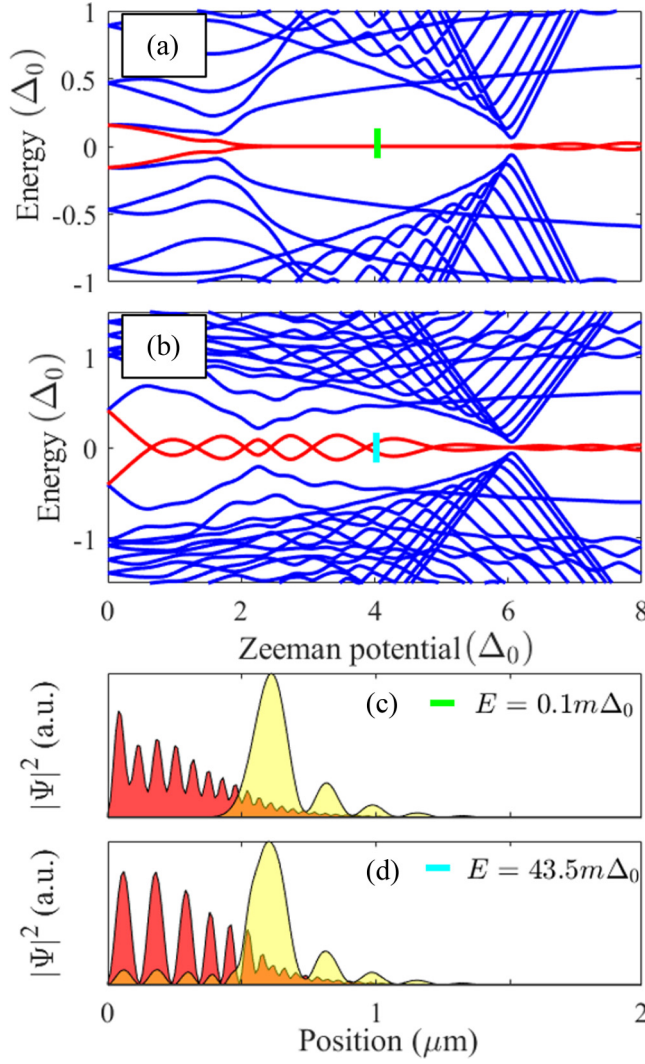 (a)
Energy (Δ₀)
1
0.5
0
-0.5
-1
(b)
Energy (Δ₀)
1
0
-1
0 2 4 6 8
Zeeman potential (Δ₀)
(c)
E = 0.1mΔ₀
|Ψ|² (a.u.)
(d)
E = 43.5mΔ₀
|Ψ|² (a.u.)
0 1 2
Position (μm)